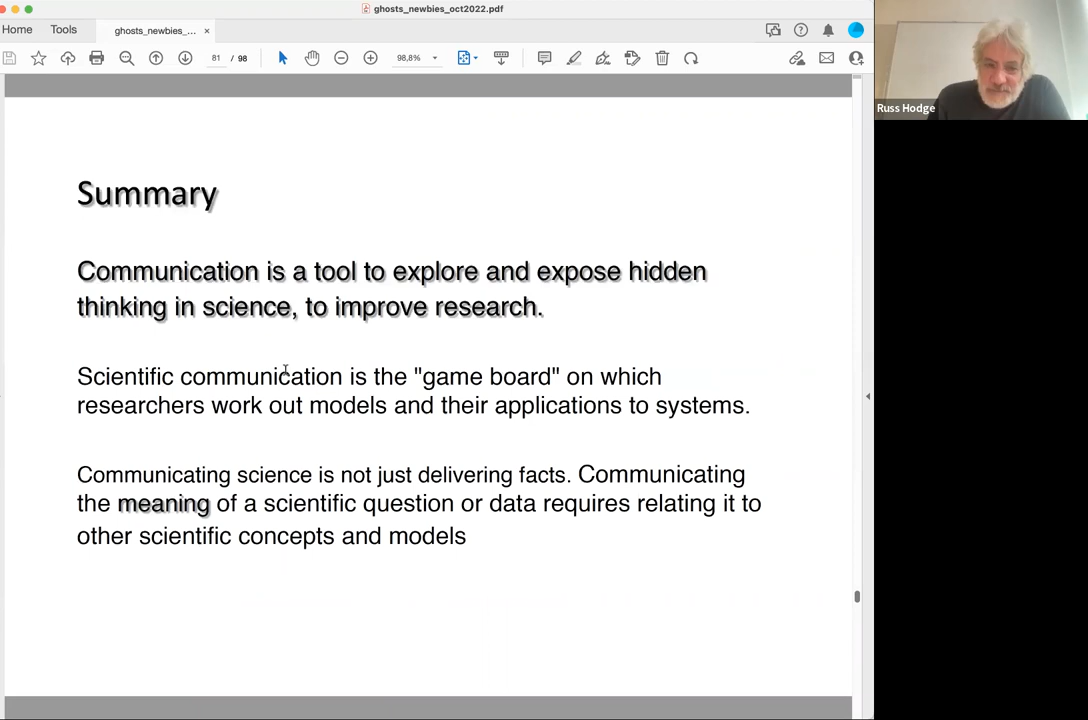 ghosts_newbies_oct2022.pdf
Home Tools ghosts_newbies_... ×
81 / 98 98,8%
Russ Hodge
Summary
Communication is a tool to explore and expose hidden
thinking in science, to improve research.
Scientific communication is the "game board" on which
researchers work out models and their applications to systems.
Communicating science is not just delivering facts. Communicating
the meaning of a scientific question or data requires relating it to
other scientific concepts and models